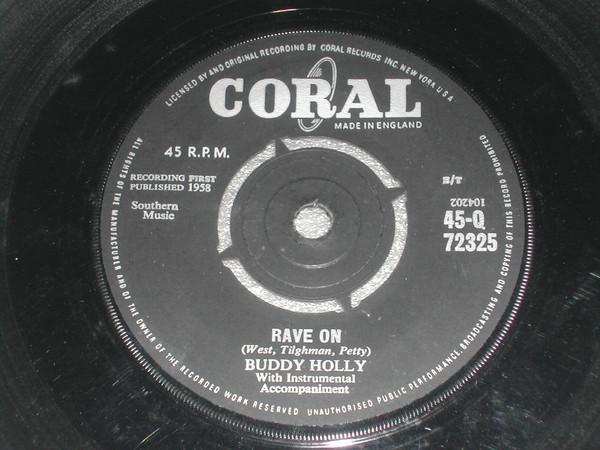 LICENSED BY AND ORIGINAL RECORDING BY CORAL RECORDS INC. NEW YORK U S A
CORAL
MADE IN ENGLAND
45 R.P.M.
RECORDING FIRST
PUBLISHED 1958
Southern
Music
E/T
104202
45-Q
72325
RAVE ON
(West, Tilghman, Petty)
BUDDY HOLLY
With Instrumental
Accompaniment
ALL RIGHTS OF THE MANUFACTURER AND OF THE OWNER OF THE RECORDED WORK RESERVED UNAUTHORISED PUBLIC PERFORMANCE, BROADCASTING AND COPYING OF THIS RECORD PROHIBITED